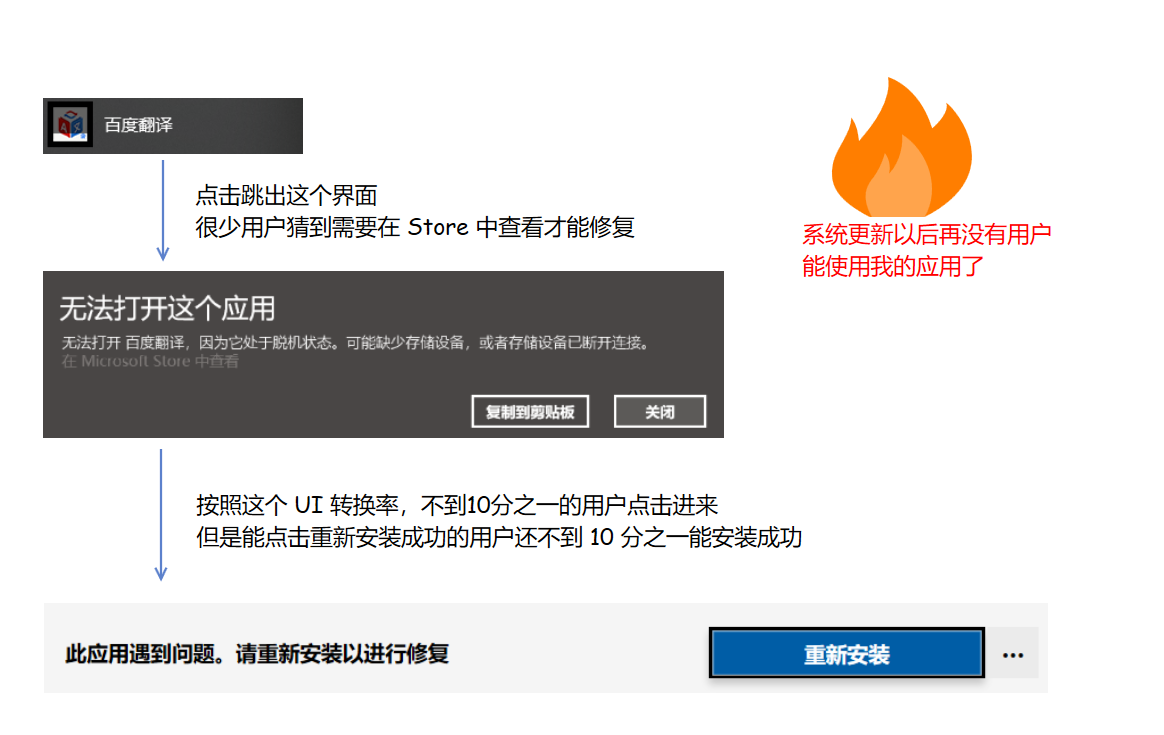 百度翻译
点击跳出这个界面
很少用户猜到需要在 Store 中查看才能修复
系统更新以后再没有用户
能使用我的应用了
无法打开这个应用
无法打开 百度翻译，因为它处于脱机状态。可能缺少存储设备，或者存储设备已断开连接。
在 Microsoft Store 中查看
复制到剪贴板
关闭
按照这个 UI 转换率，不到10分之一的用户点击进来
但是能点击重新安装成功的用户还不到 10 分之一能安装成功
此应用遇到问题。请重新安装以进行修复
重新安装